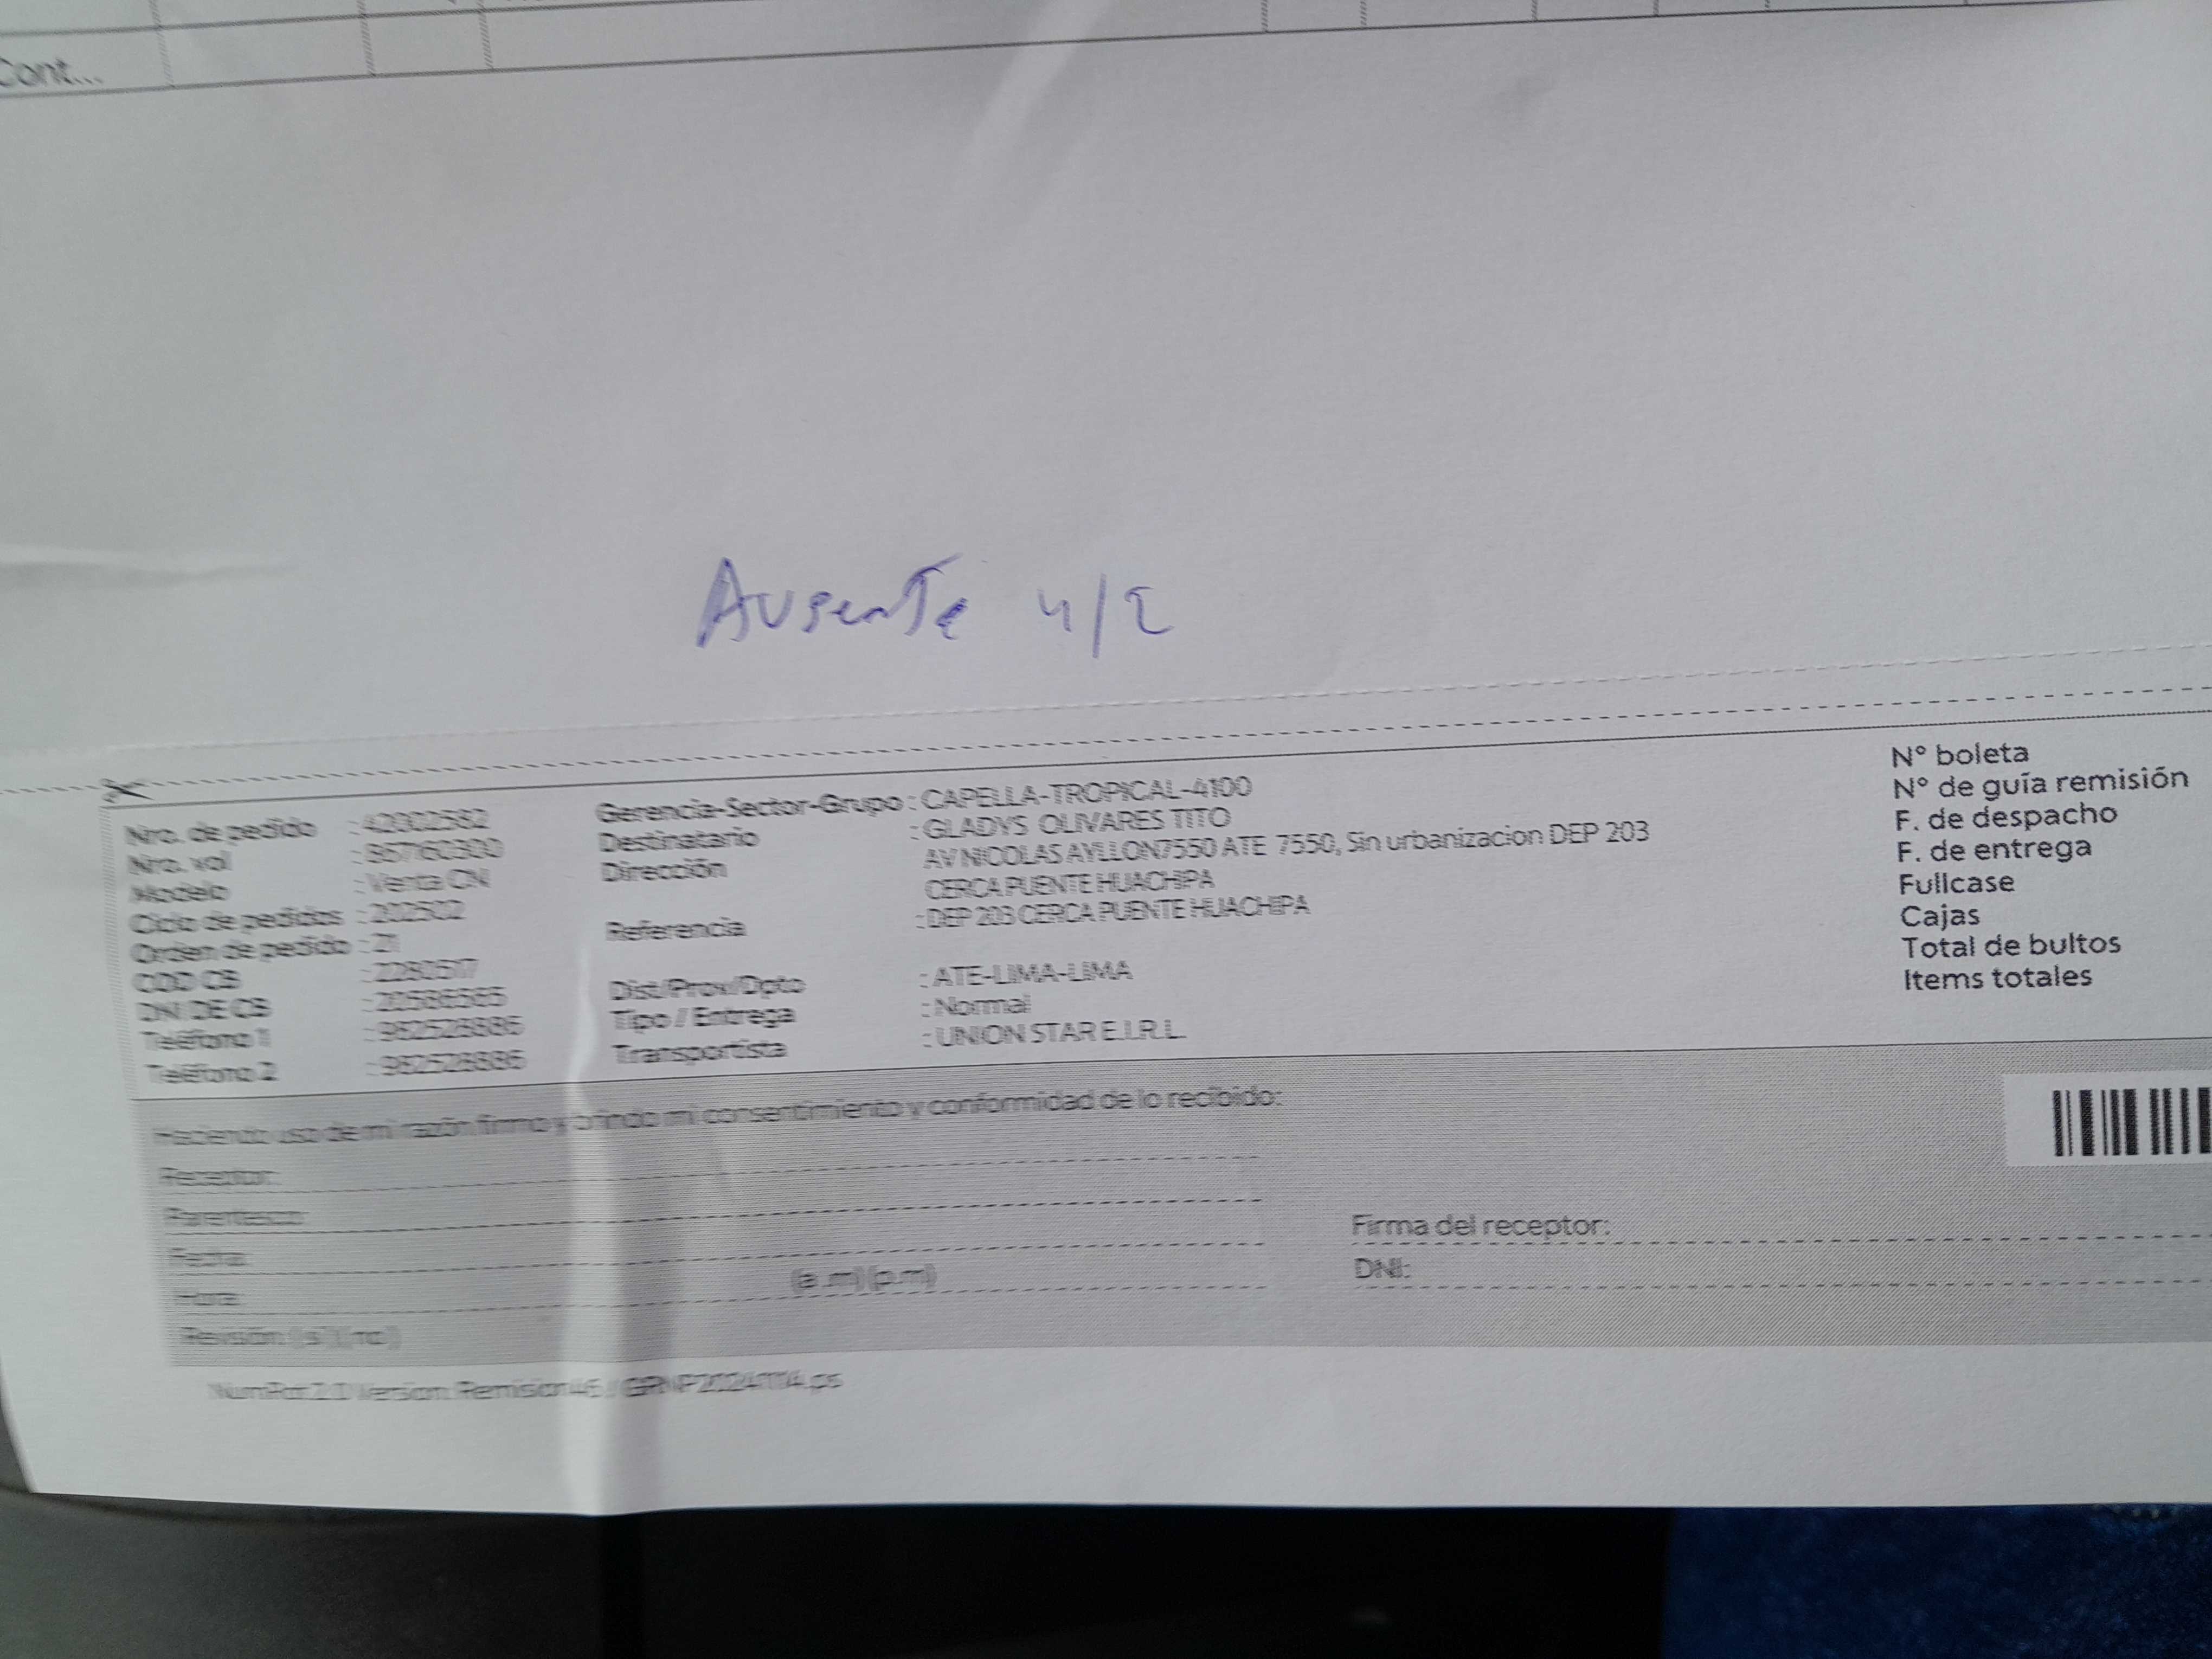 Cont...
Ausente 4/2
Nro. de pedido : 42002582
Nro. vol : 957160300
Modelo : Venta CN
Ciclo de pedidos : 202502
Orden de pedido : 21
COD CB : 2280517
DNI DE CB
Teléfono 1 : 982528886
Teléfono 2 : 982528886
Gerencia-Sector-Grupo : CAPELLA-TROPICAL-4100
Destinatario : GLADYS OLIVARES TITO
Dirección AV NICOLAS AYLLON7550 ATE 7550, Sin urbanizacion DEP 203
CERCA PUENTE HUACHIPA
Referencia : DEP 203 CERCA PUENTE HUACHIPA
Dist/Prov/Dpto : ATE-LIMA-LIMA
Tipo / Entrega : Normal
Transportista : UNION STAR E.I.R.L.
N° boleta
N° de guía remisión
F. de despacho
F. de entrega
Fullcase
Cajas
Total de bultos
Items totales
Haciendo uso de mi razón firmo y brindo mi consentimiento y conformidad de lo recibido:
Receptor:
Parentesco:
Fecha:
Hora: (a .m) (p.m)
Revisión: ( si ) ( no )
Firma del receptor:
DNI: